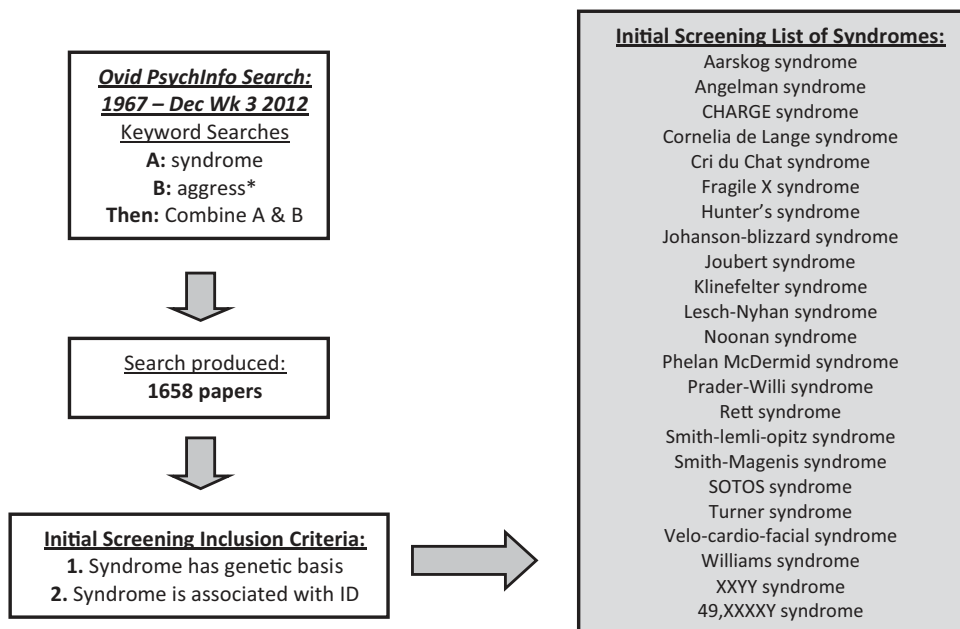 Ovid PsychInfo Search:
1967 – Dec Wk 3 2012
Keyword Searches
A: syndrome
B: aggress*
Then: Combine A & B
Search produced:
1658 papers
Initial Screening Inclusion Criteria:
1. Syndrome has genetic basis
2. Syndrome is associated with ID
Initial Screening List of Syndromes:
Aarskog syndrome
Angelman syndrome
CHARGE syndrome
Cornelia de Lange syndrome
Cri du Chat syndrome
Fragile X syndrome
Hunter's syndrome
Johanson-blizzard syndrome
Joubert syndrome
Klinefelter syndrome
Lesch-Nyhan syndrome
Noonan syndrome
Phelan McDermid syndrome
Prader-Willi syndrome
Rett syndrome
Smith-lemli-opitz syndrome
Smith-Magenis syndrome
SOTOS syndrome
Turner syndrome
Velo-cardio-facial syndrome
Williams syndrome
XXYY syndrome
49,XXXXY syndrome